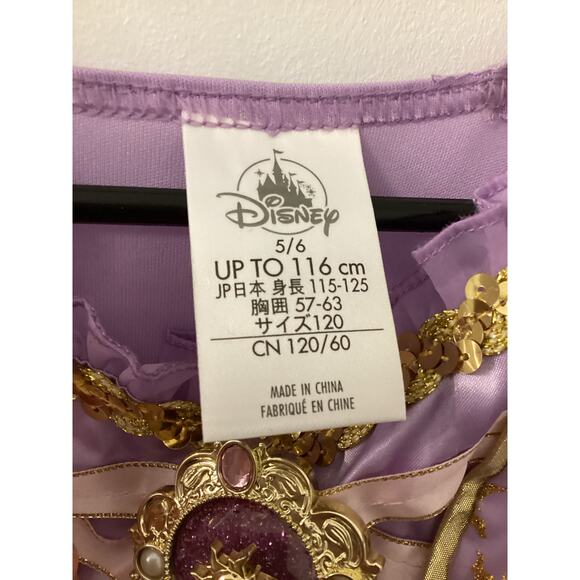 Disney
5/6
UP TO 116 cm
JP日本 身長 115-125
胸囲 57-63
サイズ120
CN 120/60
MADE IN CHINA
FABRIQUÉ EN CHINE